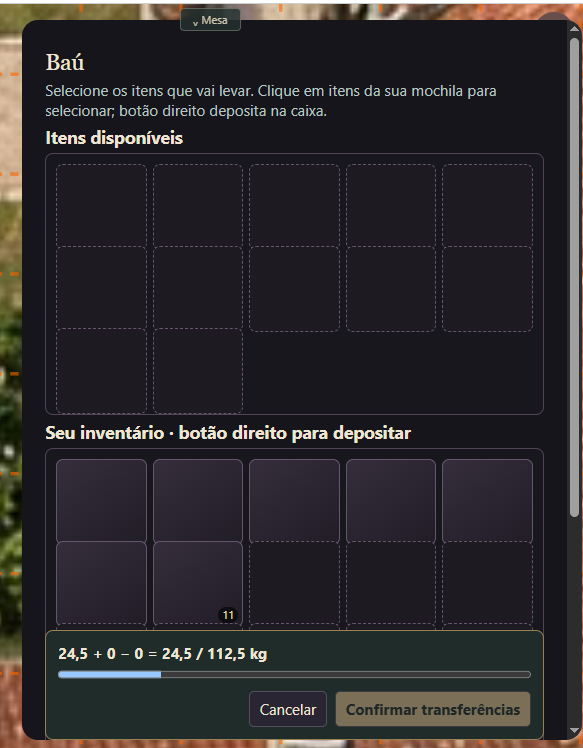 v Mesa
Baú
Selecione os itens que vai levar. Clique em itens da sua mochila para
selecionar; botão direito deposita na caixa.
Itens disponíveis
Seu inventário · botão direito para depositar
11
24,5 + 0 − 0 = 24,5 / 112,5 kg
Cancelar
Confirmar transferências